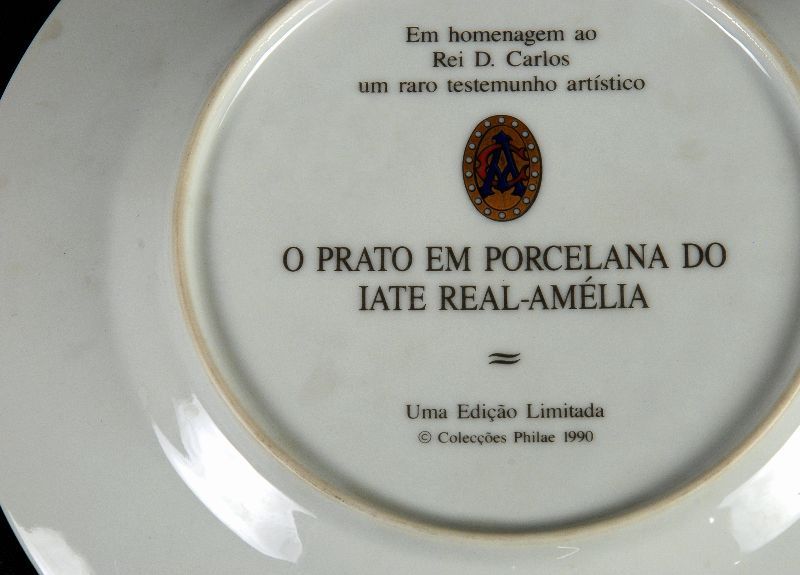 Em homenagem ao
Rei D. Carlos
um raro testemunho artístico
O PRATO EM PORCELANA DO
IATE REAL-AMÉLIA
Uma Edição Limitada
© Colecções Philae 1990